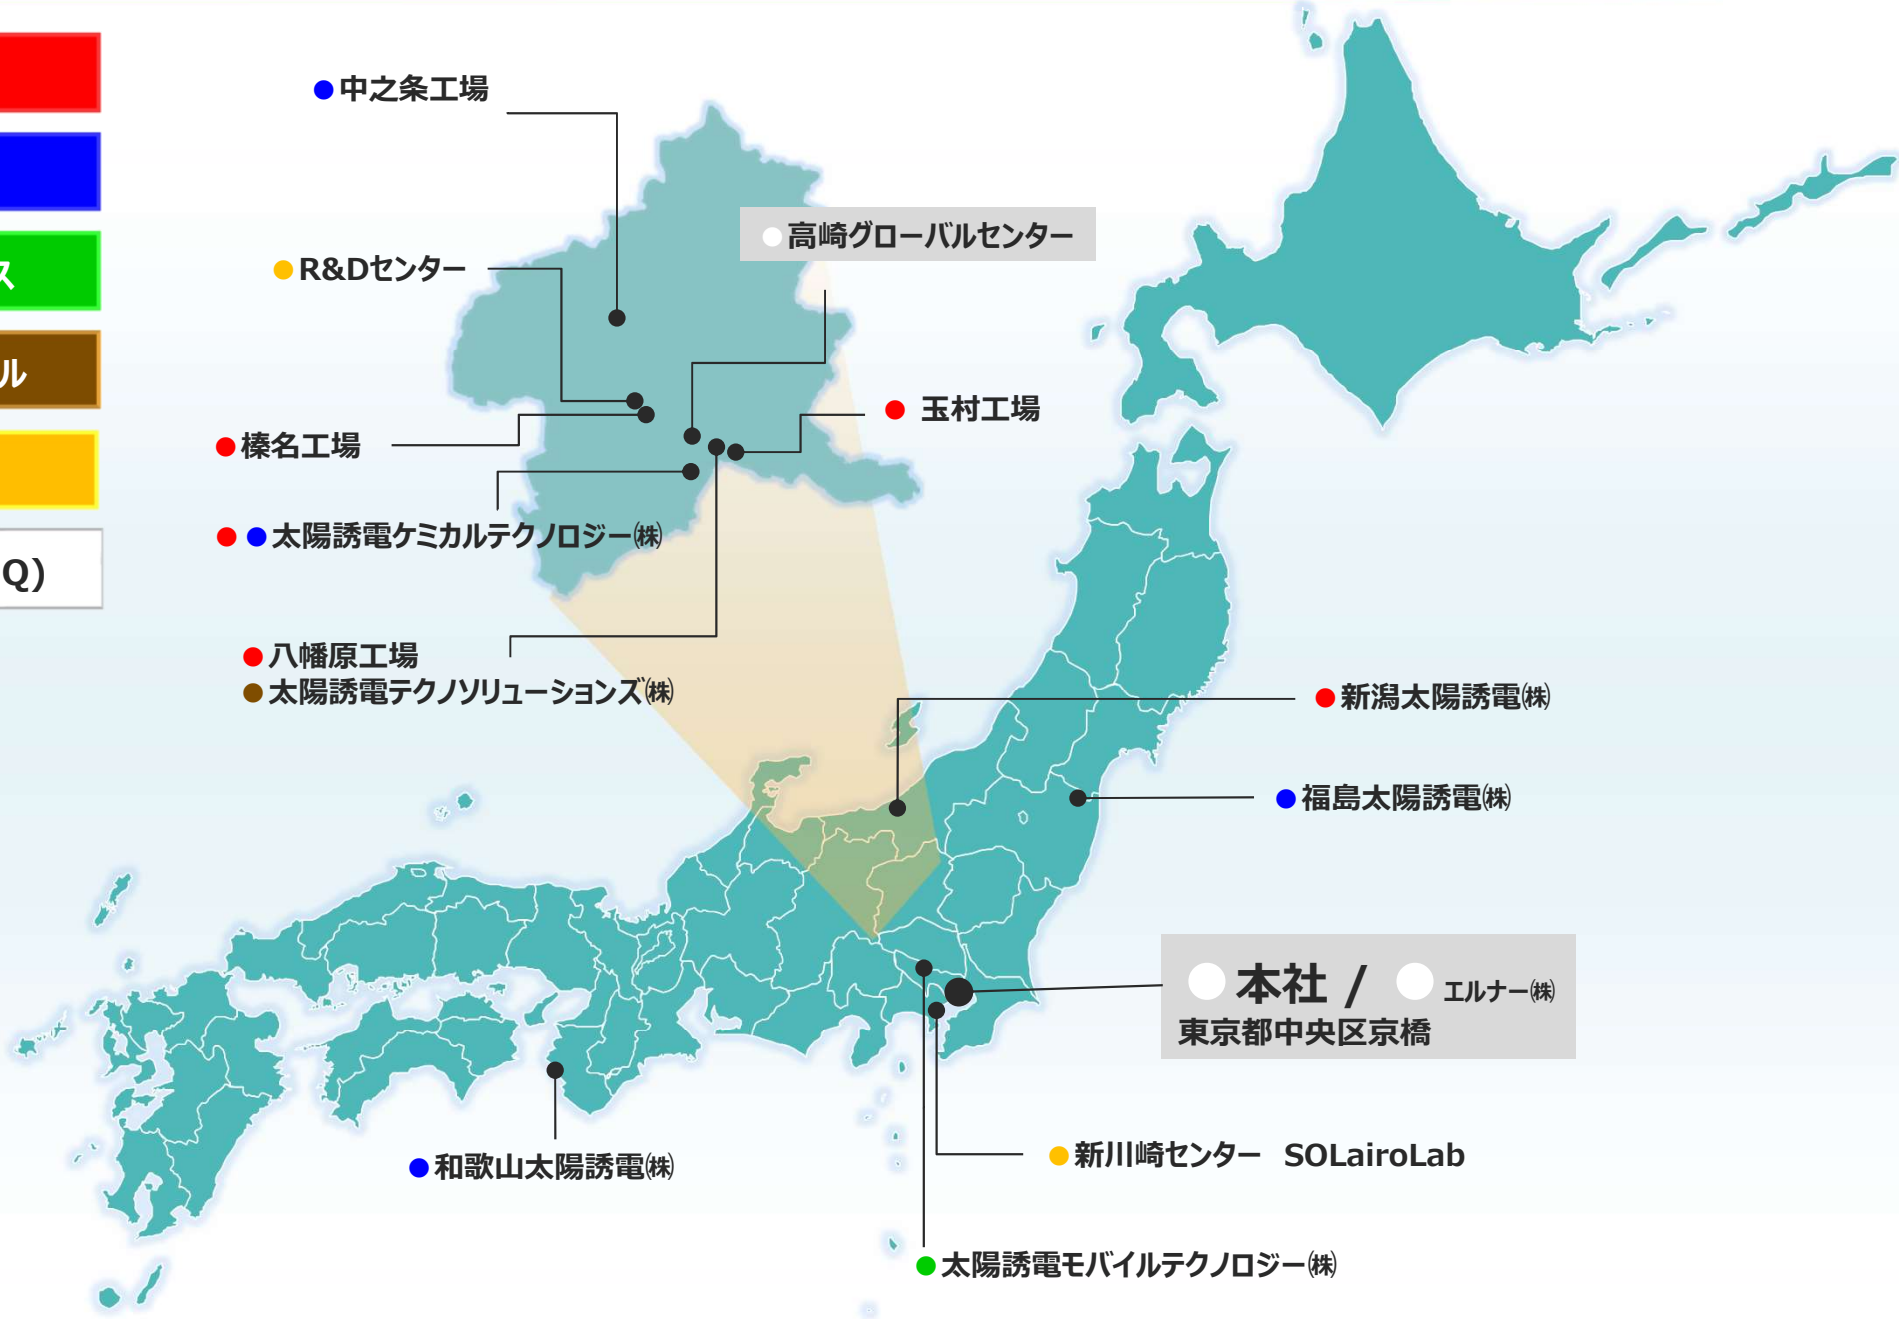 ス
ル
Q)
中之条工場
高崎グローバルセンター
R&Dセンター
玉村工場
榛名工場
太陽誘電ケミカルテクノロジー㈱
八幡原工場
太陽誘電テクノソリューションズ㈱
新潟太陽誘電㈱
福島太陽誘電㈱
本社 / エルナー㈱
東京都中央区京橋
新川崎センター SOLairoLab
和歌山太陽誘電㈱
太陽誘電モバイルテクノロジー㈱